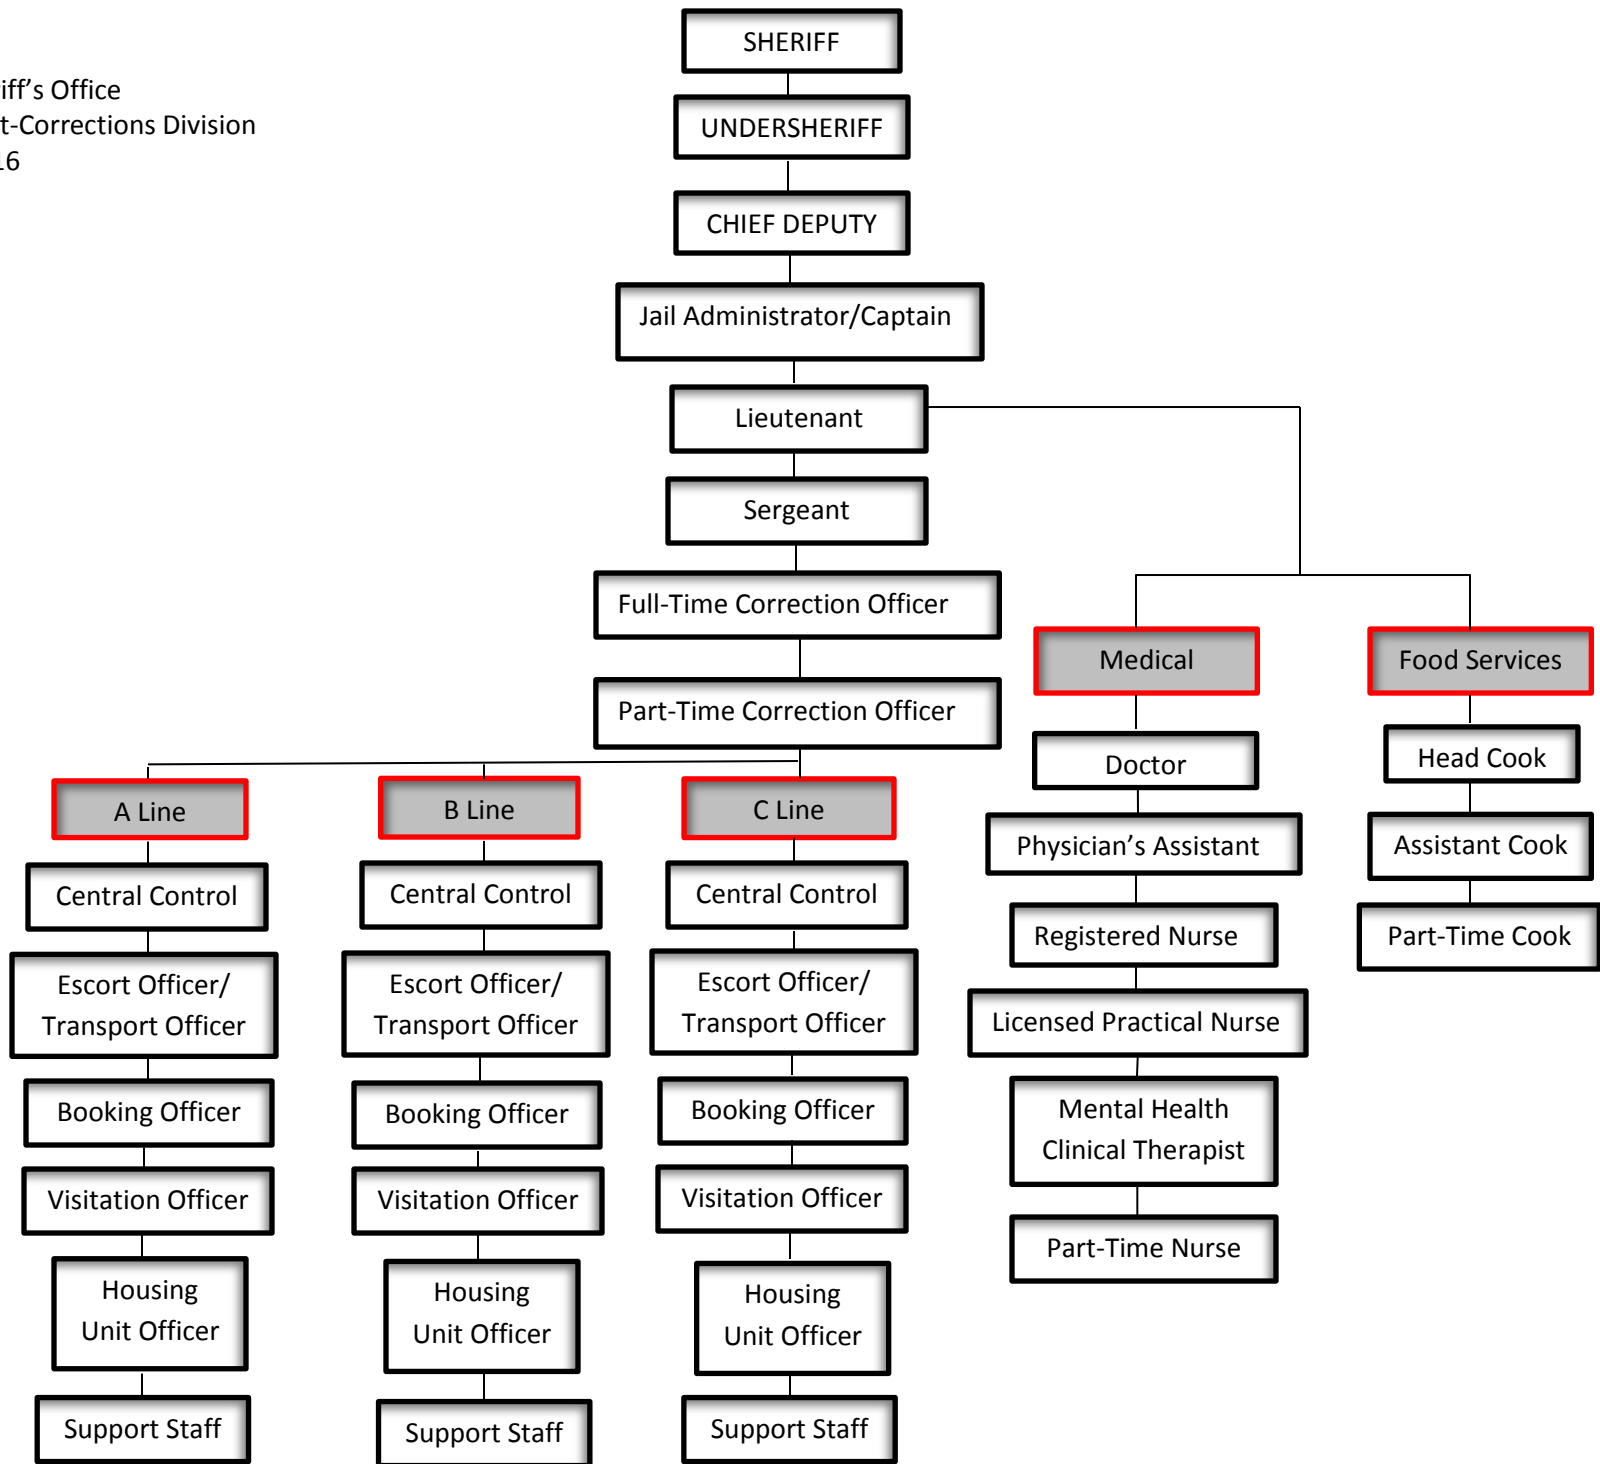 SHERIFF
riff's Office
t-Corrections Division
16
UNDERSHERIFF
CHIEF DEPUTY
Jail Administrator/Captain
Lieutenant
Sergeant
Full-Time Correction Officer
Part-Time Correction Officer
A Line
Central Control
Escort Officer/
Transport Officer
Booking Officer
Visitation Officer
Housing
Unit Officer
Support Staff
B Line
Central Control
Escort Officer/
Transport Officer
Booking Officer
Visitation Officer
Housing
Unit Officer
Support Staff
C Line
Central Control
Escort Officer/
Transport Officer
Booking Officer
Visitation Officer
Housing
Unit Officer
Support Staff
Medical
Doctor
Physician's Assistant
Registered Nurse
Licensed Practical Nurse
Mental Health
Clinical Therapist
Part-Time Nurse
Food Services
Head Cook
Assistant Cook
Part-Time Cook